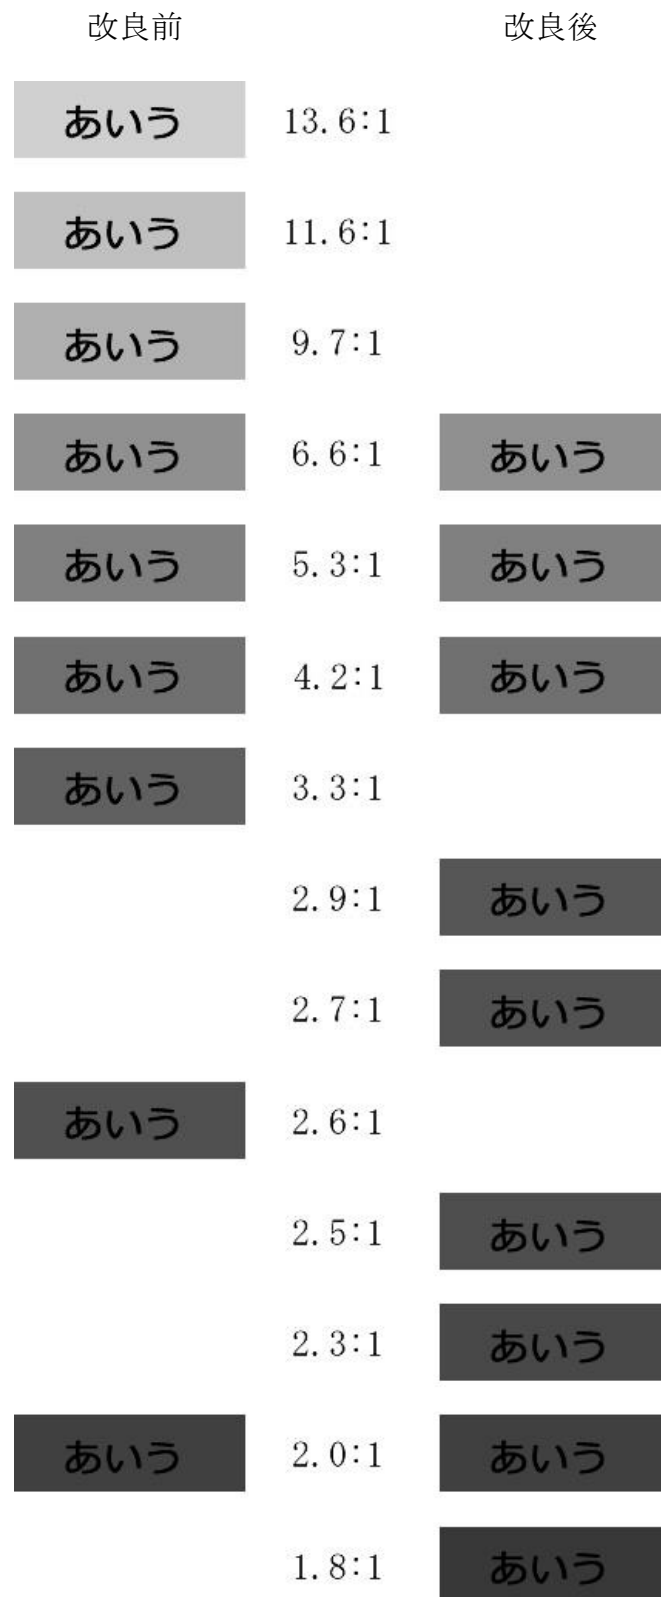 改良前 改良後
あいう 13.6:1
あいう 11.6:1
あいう 9.7:1
あいう 6.6:1 あいう
あいう 5.3:1 あいう
あいう 4.2:1 あいう
あいう 3.3:1
2.9:1 あいう
2.7:1 あいう
あいう 2.6:1
2.5:1 あいう
2.3:1 あいう
あいう 2.0:1 あいう
1.8:1 あいう